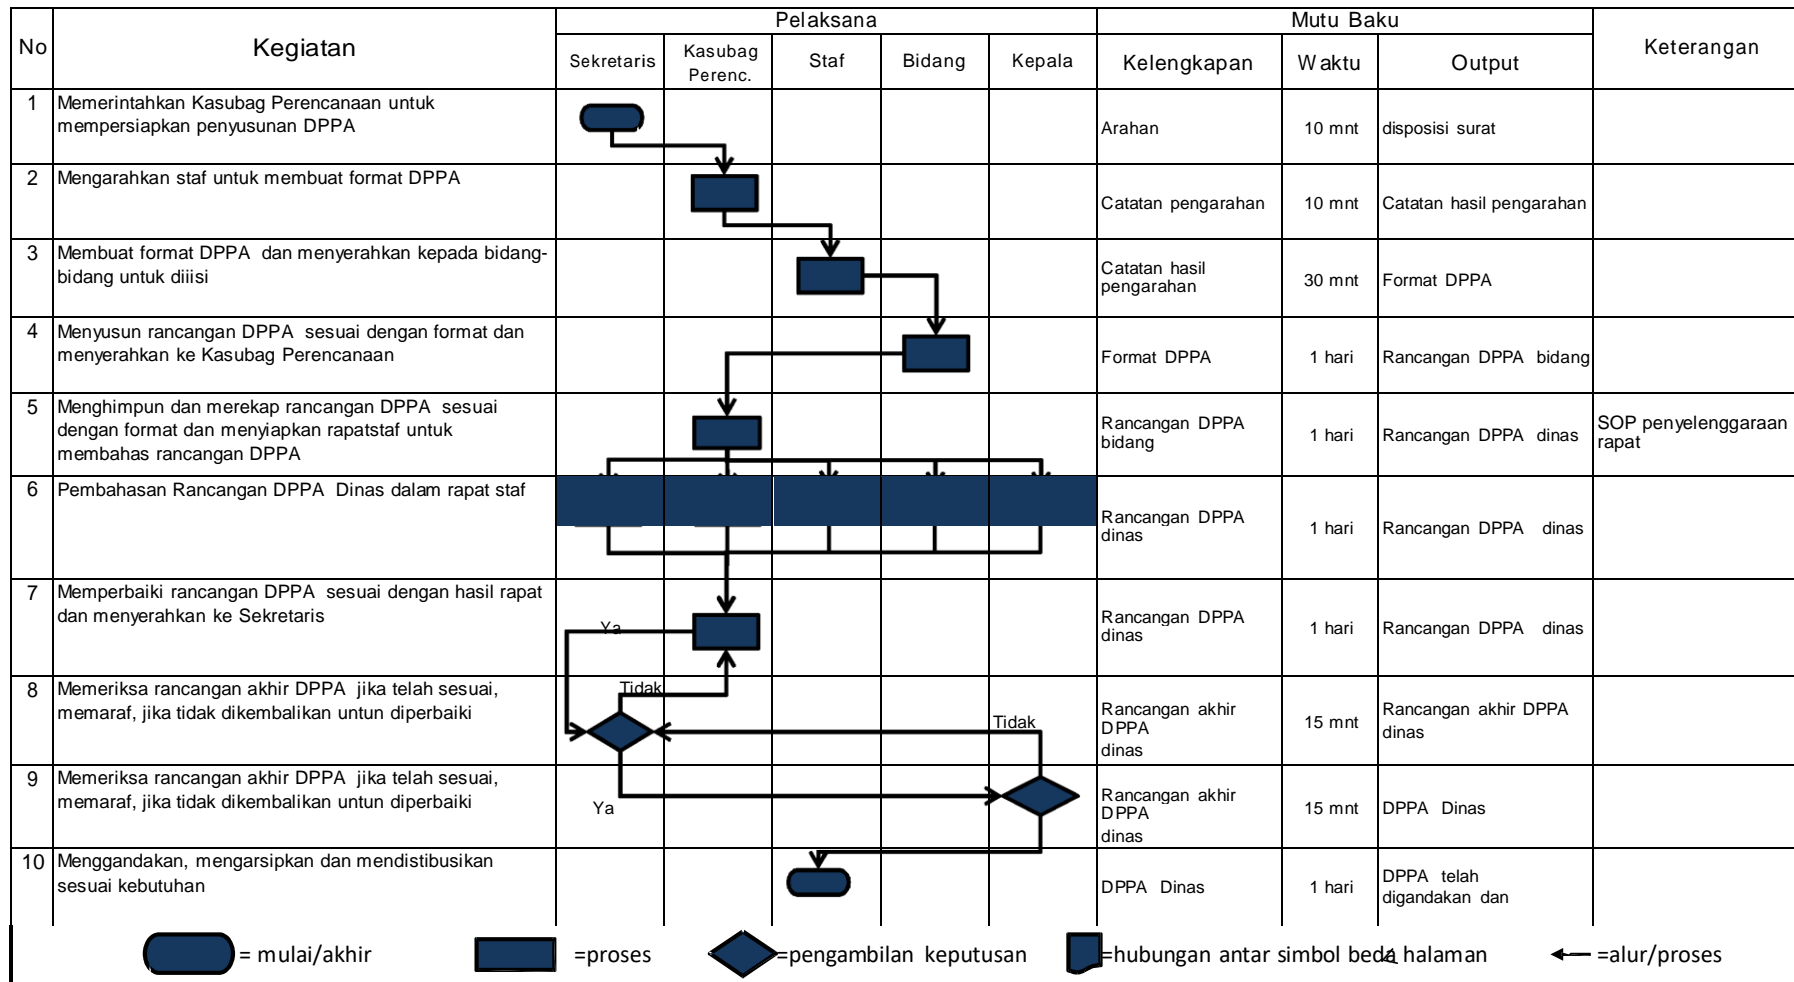 No
Kegiatan
Pelaksana
Mutu Baku
Keterangan
Sekretaris
Kasubag
Perenc.
Staf
Bidang
Kepala
Kelengkapan
Waktu
Output
1
Memerintahkan Kasubag Perencanaan untuk
mempersiapkan penyusunan DPPA
Arahan
10 mnt
disposisi surat
2
Mengarahkan staf untuk membuat format DPPA
Catatan pengarahan
10 mnt
Catatan hasil pengarahan
3
Membuat format DPPA dan menyerahkan kepada bidang-
bidang untuk diiisi
Catatan hasil
pengarahan
30 mnt
Format DPPA
4
Menyusun rancangan DPPA sesuai dengan format dan
menyerahkan ke Kasubag Perencanaan
Format DPPA
1 hari
Rancangan DPPA bidang
5
Menghimpun dan merekap rancangan DPPA sesuai
dengan format dan menyiapkan rapatstaf untuk
membahas rancangan DPPA
Rancangan DPPA
bidang
1 hari
Rancangan DPPA dinas
SOP penyelenggaraan
rapat
6
Pembahasan Rancangan DPPA Dinas dalam rapat staf
Rancangan DPPA
dinas
1 hari
Rancangan DPPA dinas
7
Memperbaiki rancangan DPPA sesuai dengan hasil rapat
dan menyerahkan ke Sekretaris
Ya
Rancangan DPPA
dinas
1 hari
Rancangan DPPA dinas
8
Memeriksa rancangan akhir DPPA jika telah sesuai,
memaraf, jika tidak dikembalikan untun diperbaiki
Tidak
Tidak
Rancangan akhir
DPPA
dinas
15 mnt
Rancangan akhir DPPA
dinas
9
Memeriksa rancangan akhir DPPA jika telah sesuai,
memaraf, jika tidak dikembalikan untun diperbaiki
Ya
Rancangan akhir
DPPA
dinas
15 mnt
DPPA Dinas
10
Menggandakan, mengarsipkan dan mendistibusikan
sesuai kebutuhan
DPPA Dinas
1 hari
DPPA telah
digandakan dan
= mulai/akhir
=proses
=pengambilan keputusan
=hubungan antar simbol beda halaman
=alur/proses